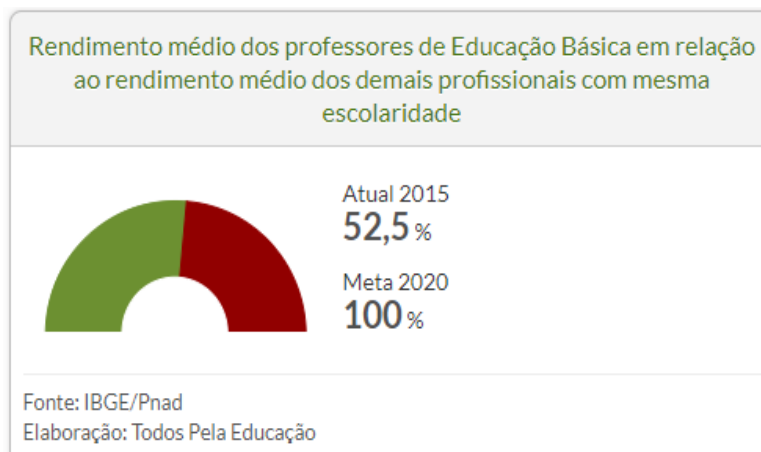 Rendimento médio dos professores de Educação Básica em relação
ao rendimento médio dos demais profissionais com mesma
escolaridade
Atual 2015
52,5 %
Meta 2020
100 %
Fonte: IBGE/Pnad
Elaboração: Todos Pela Educação